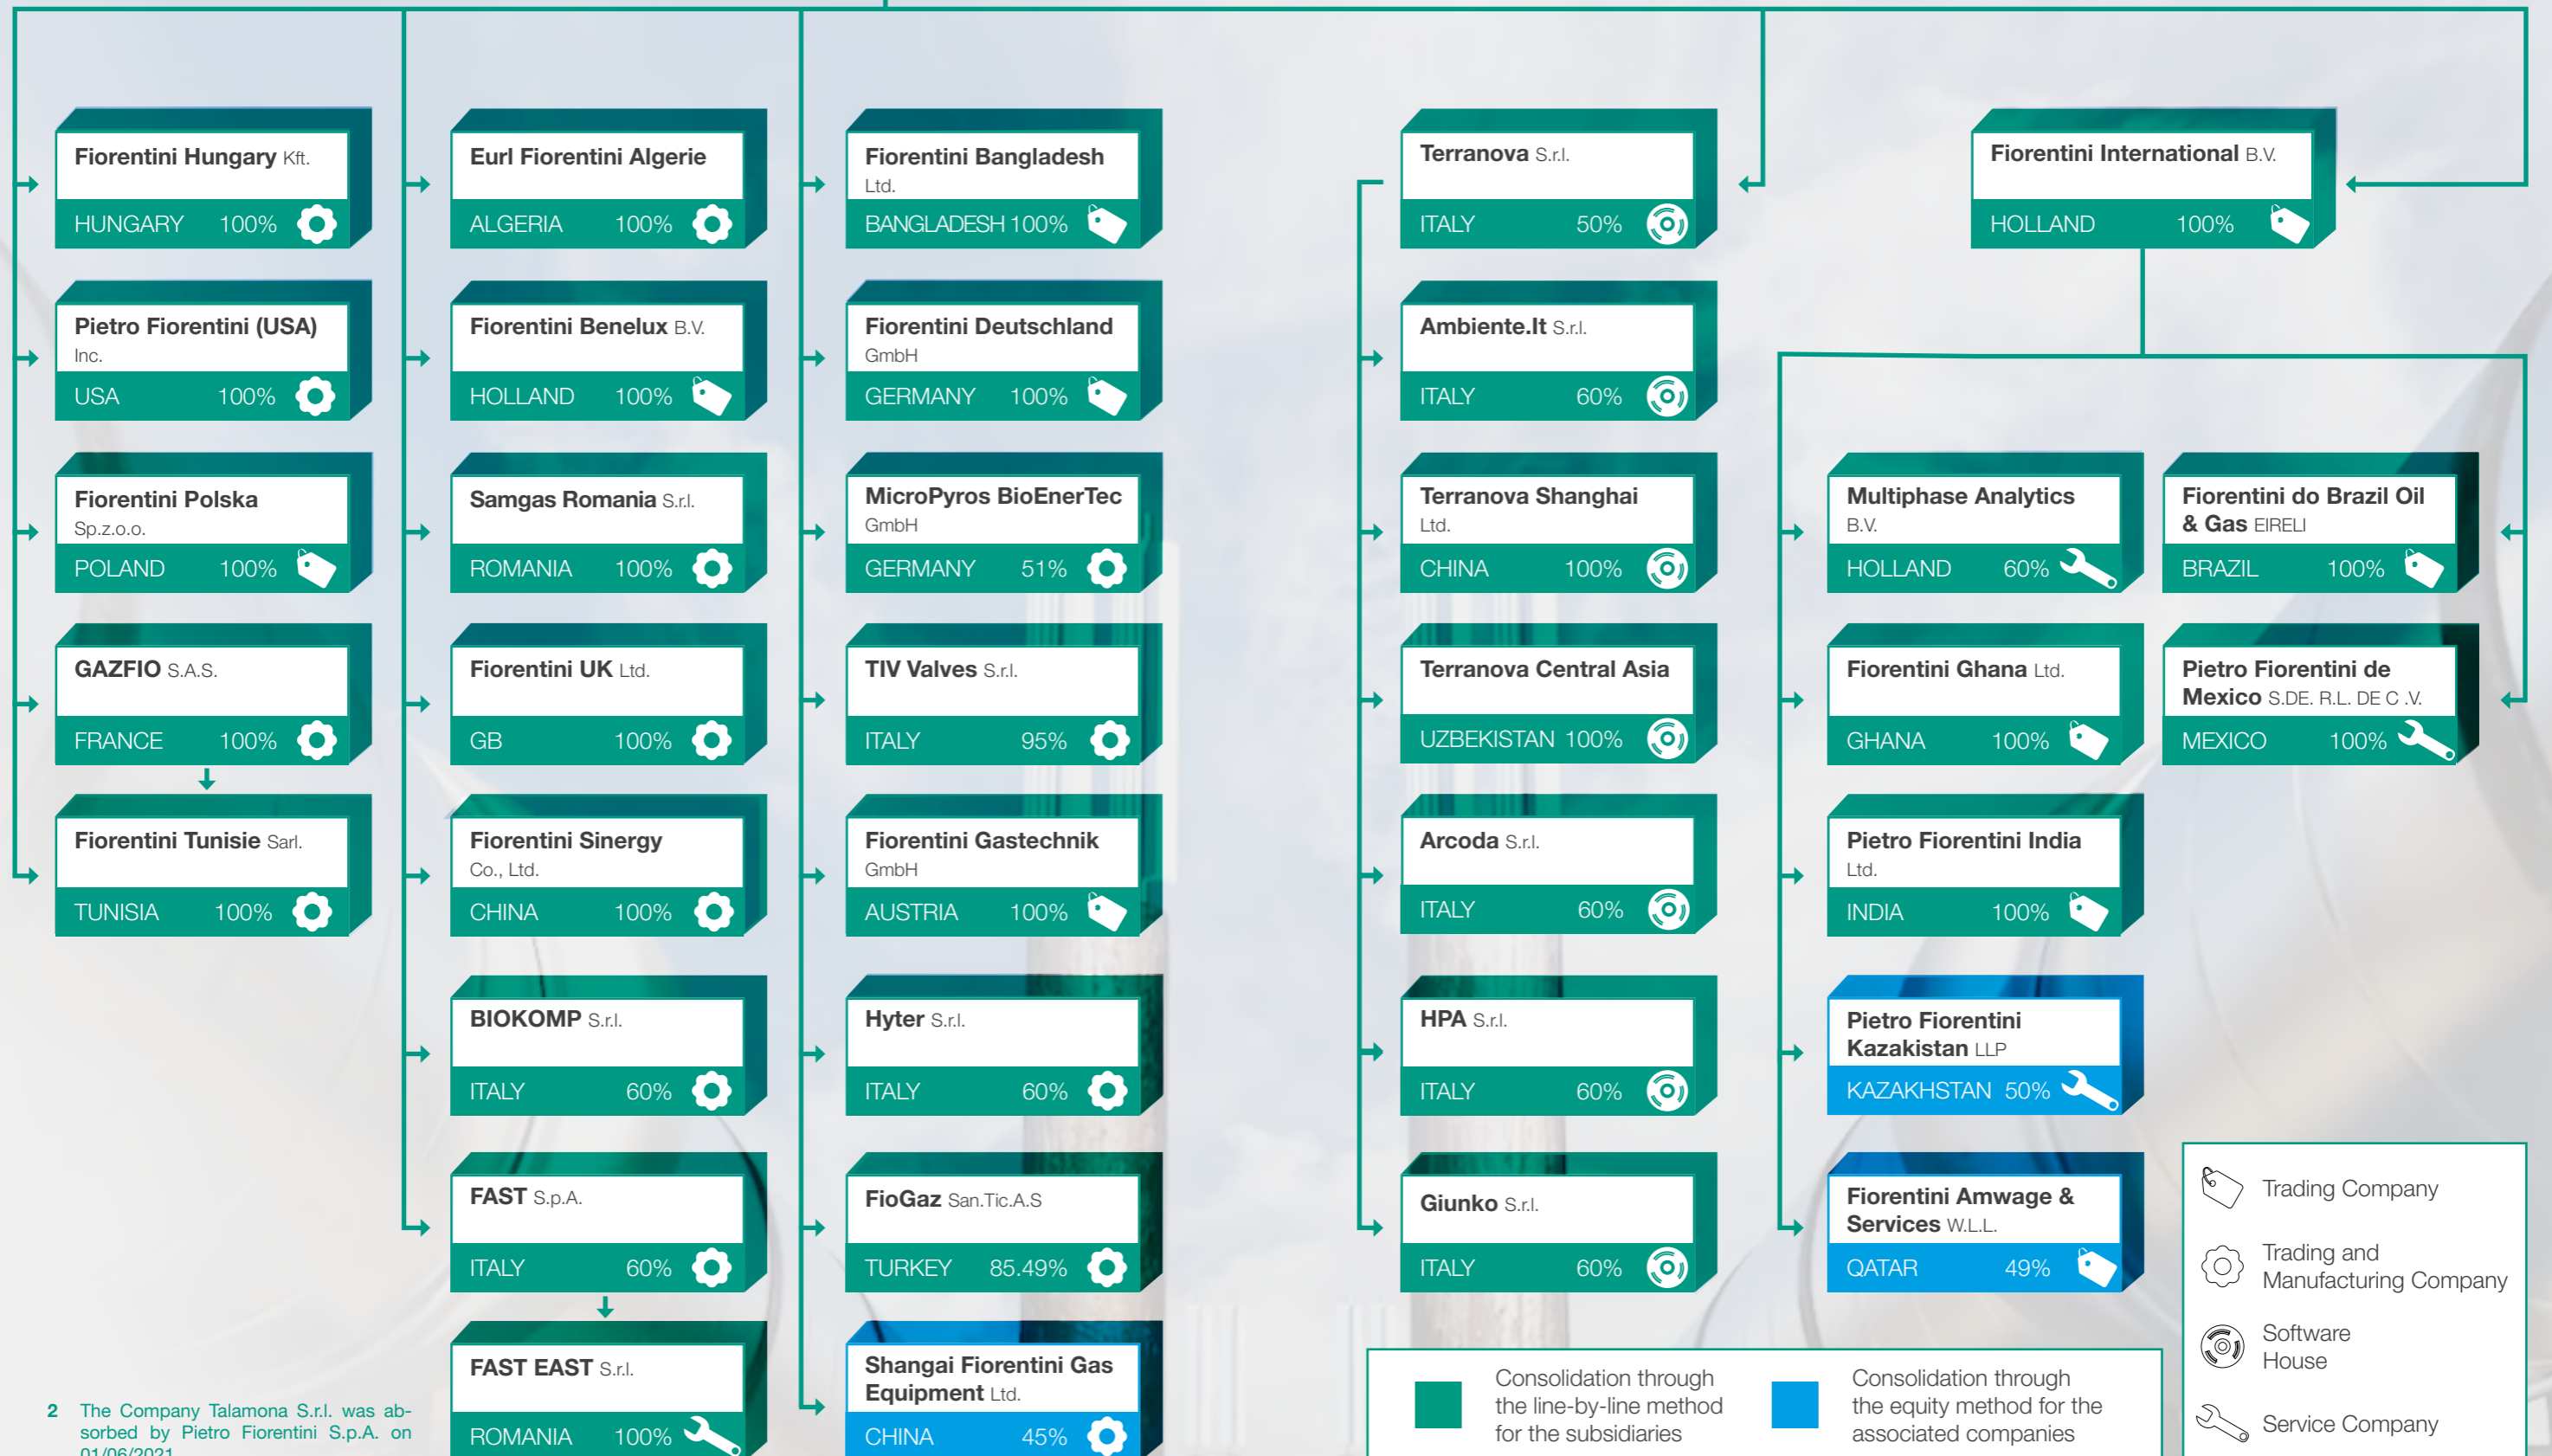 Fiorentini Hungary Kft.
HUNGARY 100%
Pietro Fiorentini (USA)
Inc.
USA 100%
Fiorentini Polska
Sp.z.o.o.
POLAND 100%
GAZFIO S.A.S.
FRANCE 100%
Fiorentini Tunisie Sarl.
TUNISIA 100%
Eurl Fiorentini Algerie
ALGERIA 100%
Fiorentini Benelux B.V.
HOLLAND 100%
Samgas Romania S.r.l.
ROMANIA 100%
Fiorentini UK Ltd.
GB 100%
Fiorentini Sinergy
Co., Ltd.
CHINA 100%
BIOKOMP S.r.l.
ITALY 60%
FAST S.p.A.
ITALY 60%
FAST EAST S.r.l.
ROMANIA 100%
Fiorentini Bangladesh
Ltd.
BANGLADESH 100%
Fiorentini Deutschland
GmbH
GERMANY 100%
MicroPyros BioEnerTec
GmbH
GERMANY 51%
TIV Valves S.r.l.
ITALY 95%
Fiorentini Gastechnik
GmbH
AUSTRIA 100%
Hyter S.r.l.
ITALY 60%
FioGaz San.Tic.A.S
TURKEY 85.49%
Shangai Fiorentini Gas
Equipment Ltd.
CHINA 45%
Terranova S.r.l.
ITALY 50%
Ambiente.It S.r.l.
ITALY 60%
Terranova Shanghai
Ltd.
CHINA 100%
Terranova Central Asia
UZBEKISTAN 100%
Arcoda S.r.l.
ITALY 60%
HPA S.r.l.
ITALY 60%
Giunko S.r.l.
ITALY 60%
Fiorentini International B.V.
HOLLAND 100%
Multiphase Analytics
B.V.
HOLLAND 60%
Fiorentini Ghana Ltd.
GHANA 100%
Pietro Fiorentini India
Ltd.
INDIA 100%
Pietro Fiorentini
Kazakistan LLP
KAZAKHSTAN 50%
Fiorentini Amwage &
Services W.L.L.
QATAR 49%
Fiorentini do Brazil Oil
& Gas EIRELI
BRAZIL 100%
Pietro Fiorentini de
Mexico S.DE. R.L. DE C .V.
MEXICO 100%
Trading Company
Trading and
Manufacturing Company
Software
House
Service Company
Consolidation through
the line-by-line method
for the subsidiaries
Consolidation through
the equity method for the
associated companies
2 The Company Talamona S.r.l. was ab-
sorbed by Pietro Fiorentini S.p.A. on
01/06/2021